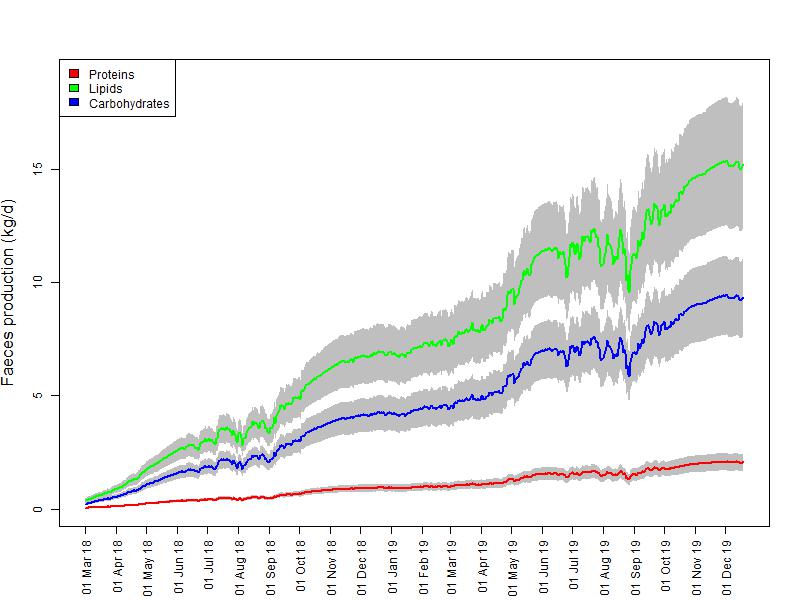 Proteins
Lipids
Carbohydrates
Faeces production (kg/d)
15
10
5
0
01 Mar 18
01 Apr 18
01 May 18
01 Jun 18
01 Jul 18
01 Aug 18
01 Sep 18
01 Oct 18
01 Nov 18
01 Dec 18
01 Jan 19
01 Feb 19
01 Mar 19
01 Apr 19
01 May 19
01 Jun 19
01 Jul 19
01 Aug 19
01 Sep 19
01 Oct 19
01 Nov 19
01 Dec 19